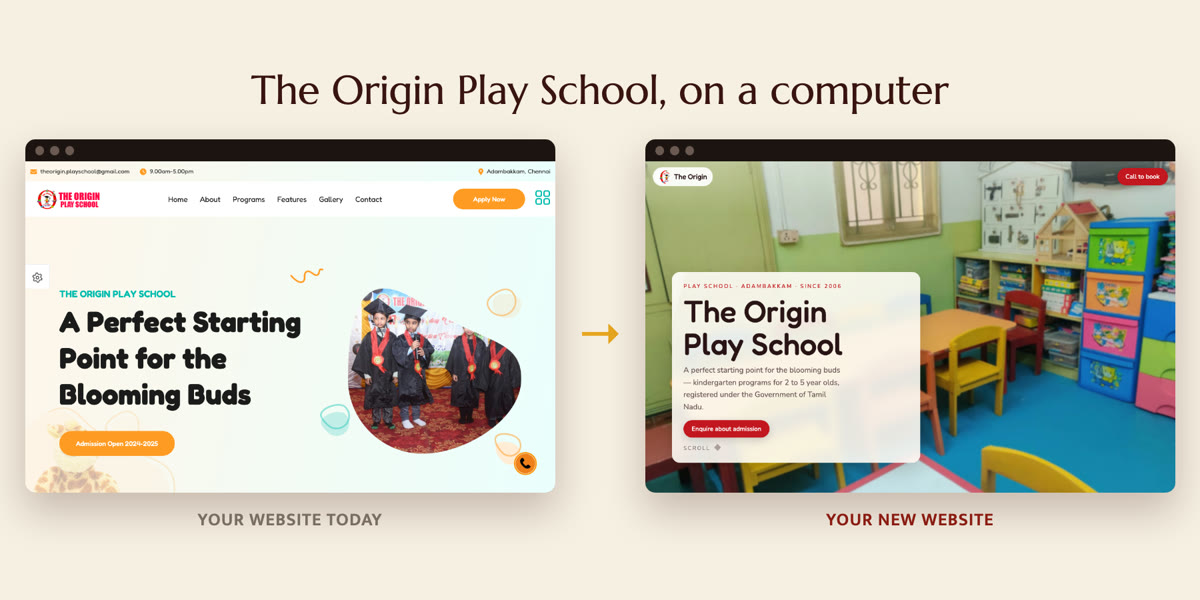 The Origin Play School, on a computer
theorigin.playschool@gmail.com 9.00am-5.00pm Adambakkam, Chennai
THE ORIGIN
PLAY SCHOOL
Home About Programs Features Gallery Contact
Apply Now
THE ORIGIN PLAY SCHOOL
A Perfect Starting
Point for the
Blooming Buds
Admission Open 2024-2025
YOUR WEBSITE TODAY
The Origin
Call to book
PLAY SCHOOL · ADAMBAKKAM · SINCE 2006
The Origin
Play School
A perfect starting point for the blooming buds
— kindergarten programs for 2 to 5 year olds,
registered under the Government of Tamil
Nadu.
Enquire about admission
SCROLL
YOUR NEW WEBSITE